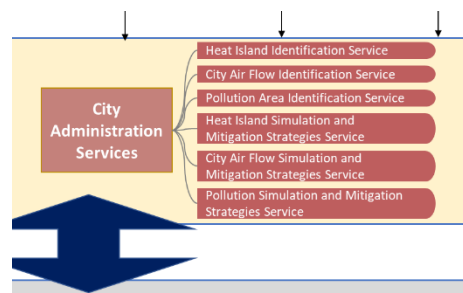 Heat Island Identification Service
City Air Flow Identification Service
Pollution Area Identification Service
City
Administration
Services
Heat Island Simulation and
Mitigation Strategies Service
City Air Flow Simulation and
Mitigation Strategies Service
Pollution Simulation and Mitigation
Strategies Service